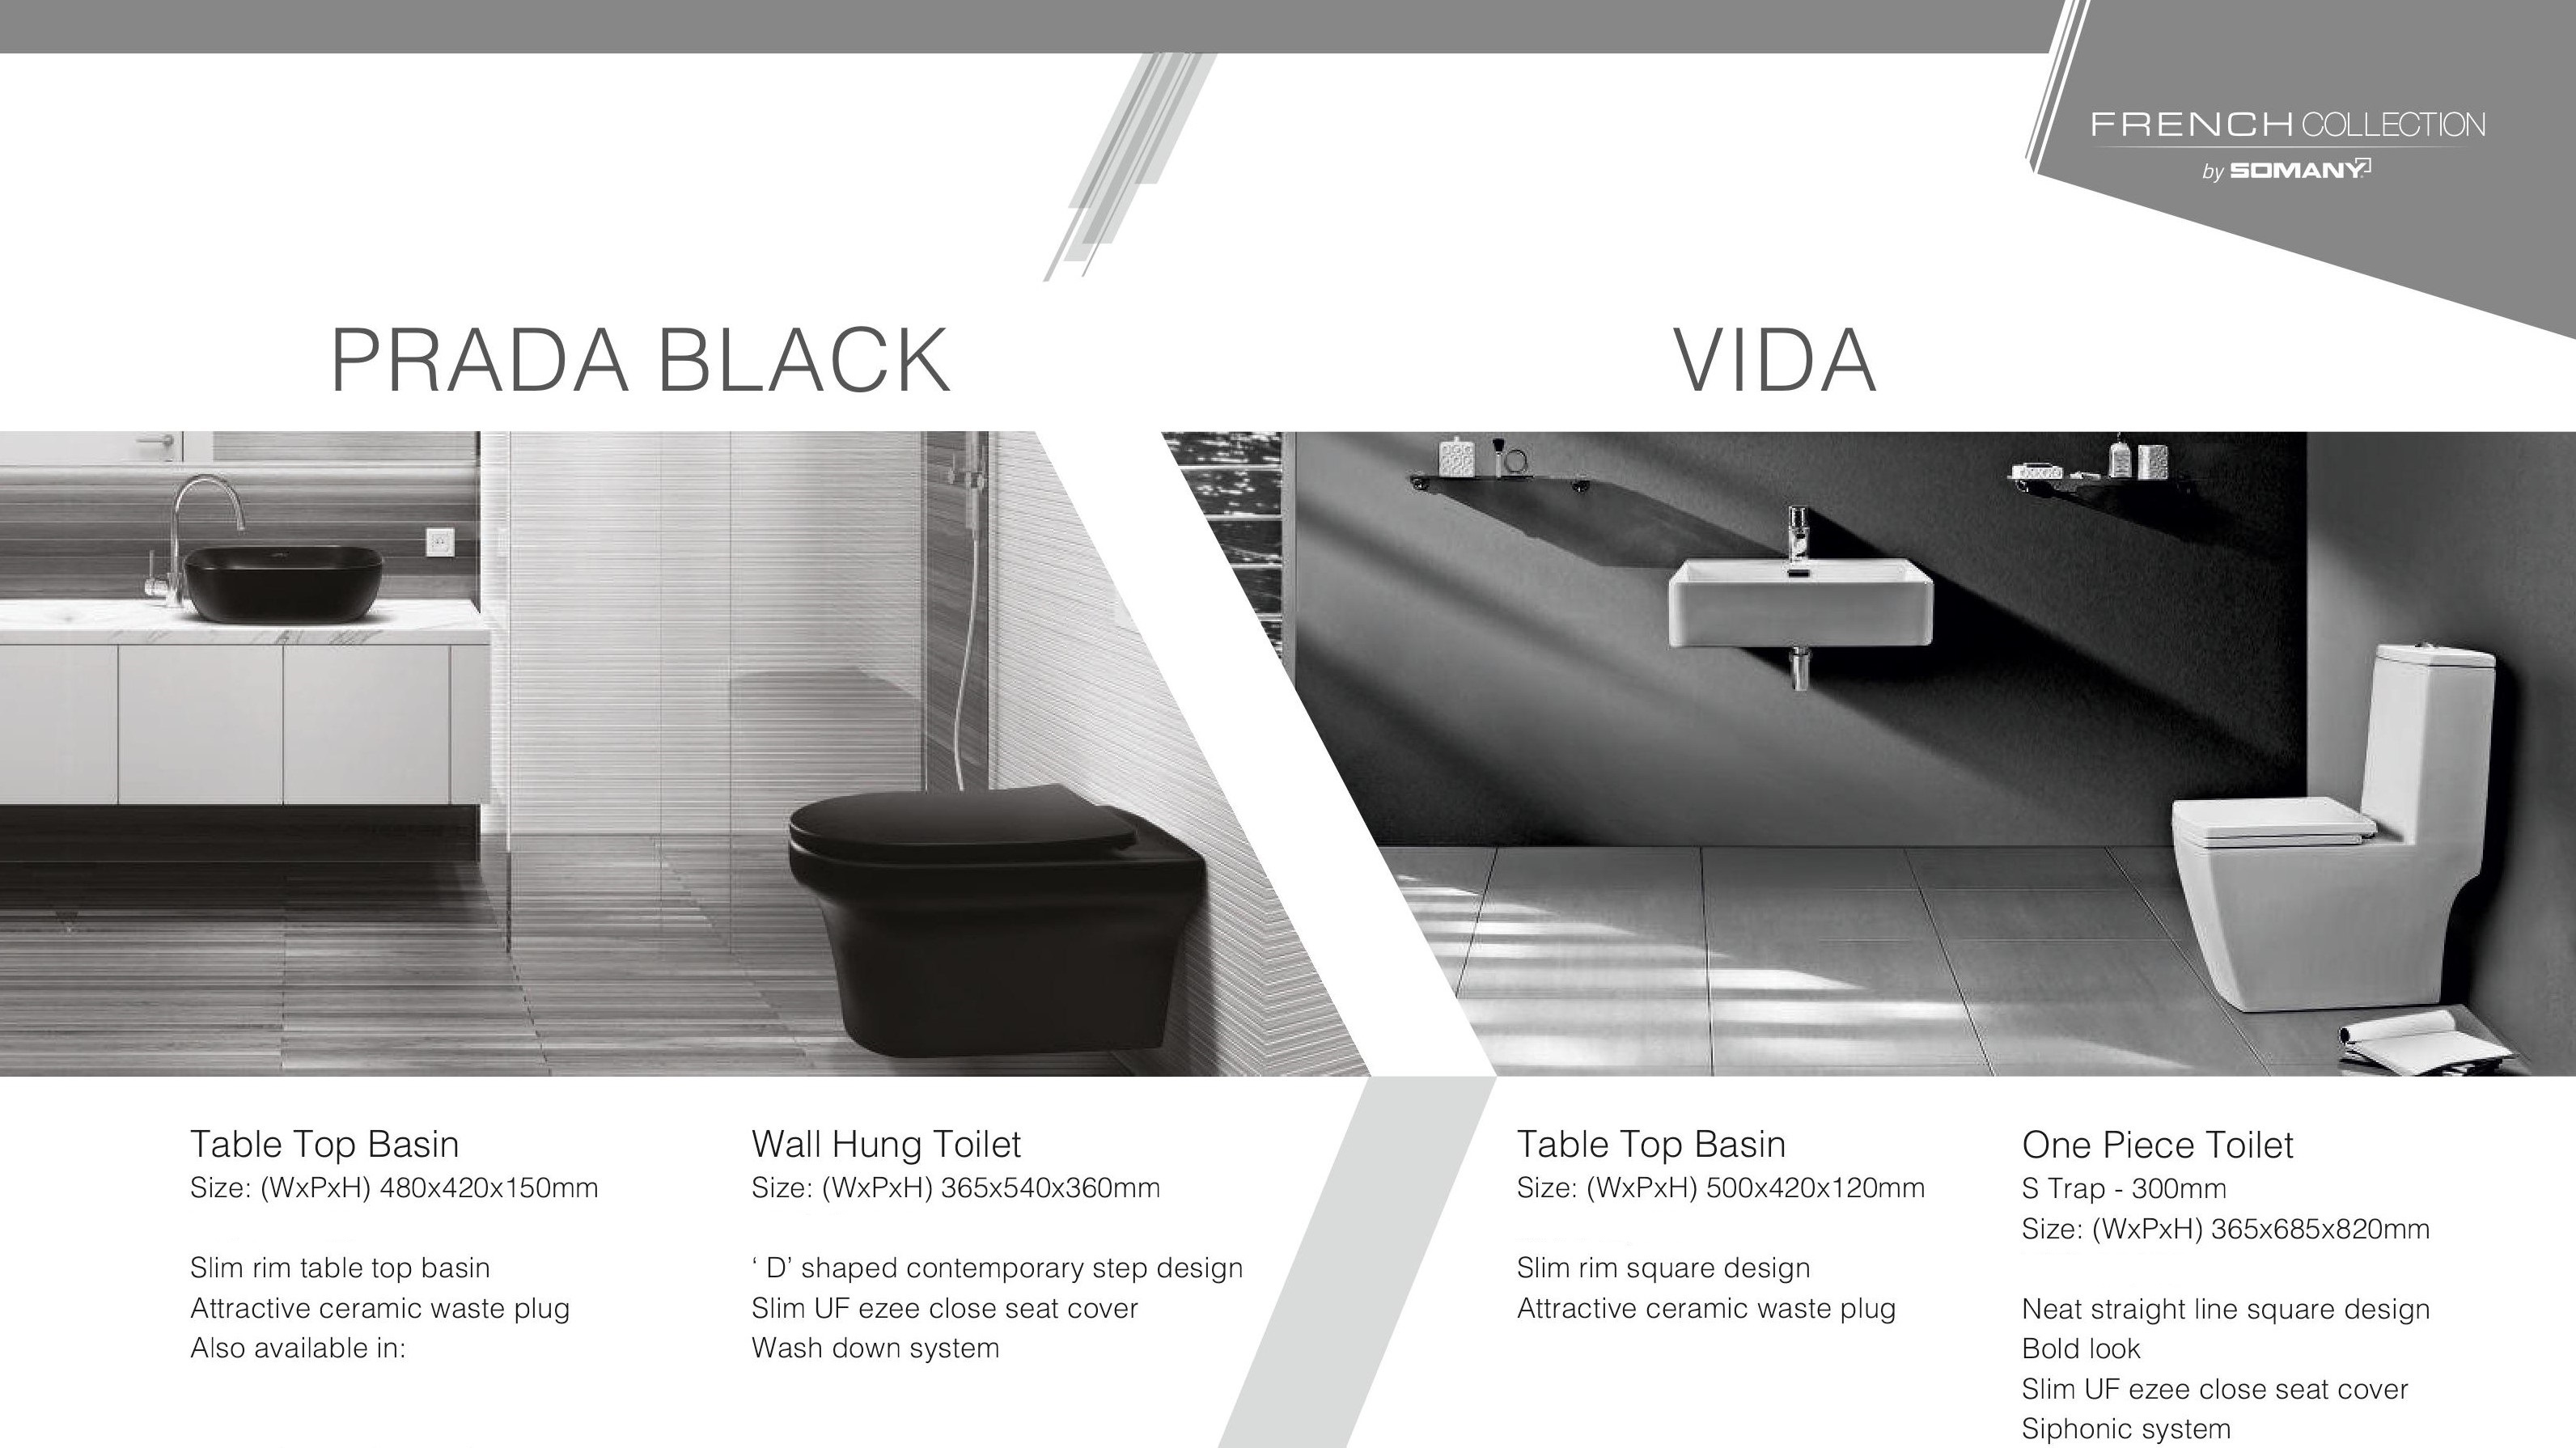 FRENCH COLLECTION
by SOMANY
PRADA BLACK
VIDA
Table Top Basin
Size: (WxPxH) 480x420x150mm
Slim rim table top basin
Attractive ceramic waste plug
Also available in:
Wall Hung Toilet
Size: (WxPxH) 365x540x360mm
‘ D’ shaped contemporary step design
Slim UF ezee close seat cover
Wash down system
Table Top Basin
Size: (WxPxH) 500x420x120mm
Slim rim square design
Attractive ceramic waste plug
One Piece Toilet
S Trap - 300mm
Size: (WxPxH) 365x685x820mm
Neat straight line square design
Bold look
Slim UF ezee close seat cover
Siphonic system